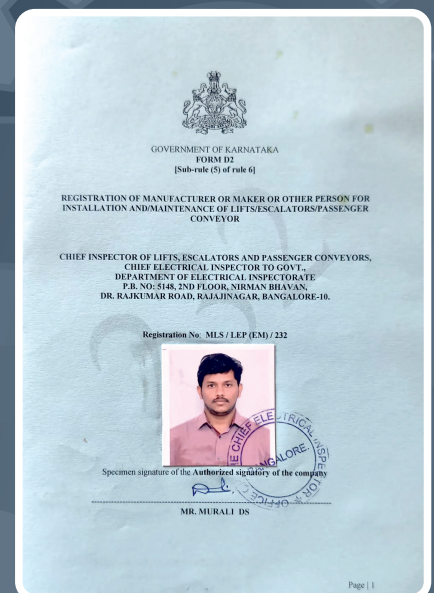 GOVERNMENT OF KARNATAKA
FORM D2
[Sub-rule (5) of rule 6]
REGISTRATION OF MANUFACTURER OR MAKER OR OTHER PERSON FOR
INSTALLATION AND/MAINTENANCE OF LIFTS/ESCALATORS/PASSENGER
CONVEYOR
CHIEF INSPECTOR OF LIFTS, ESCALATORS AND PASSENGER CONVEYORS,
CHIEF ELECTRICAL INSPECTOR TO GOVT.,
DEPARTMENT OF ELECTRICAL INSPECTORATE
P.B. NO: 5148, 2ND FLOOR, NIRMAN BHAVAN,
DR. RAJKUMAR ROAD, RAJAJINAGAR, BANGALORE-10.
Registration No: MLS / LEP (EM) / 232
CHIEF ELECTRICAL
BANGALORE
Specimen signature of the Authorized signatory of the company
MR. MURALI DS
Page | 1